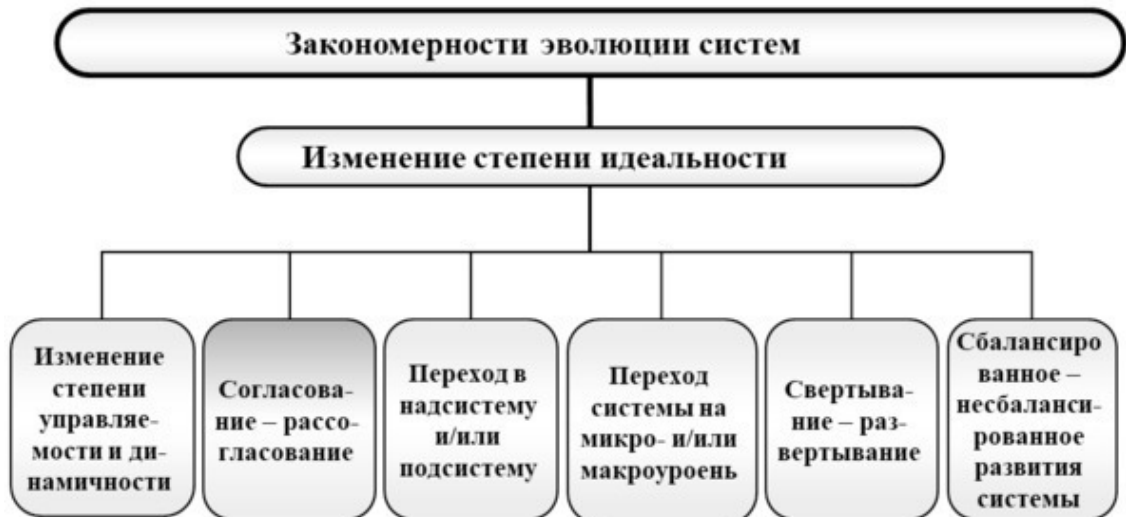 Закономерности эволюции систем
Изменение степени идеальности
Изменение
степени
управляе-
мости и ди-
намичности
Согласова-
ние – рассо-
гласование
Переход в
надсистему
и/или
подсистему
Переход
системы на
микро- и/или
макроуроень
Свертыва-
ние – раз-
вертывание
Сбалансиро
ванное –
несбаланси-
рованное
развития
системы